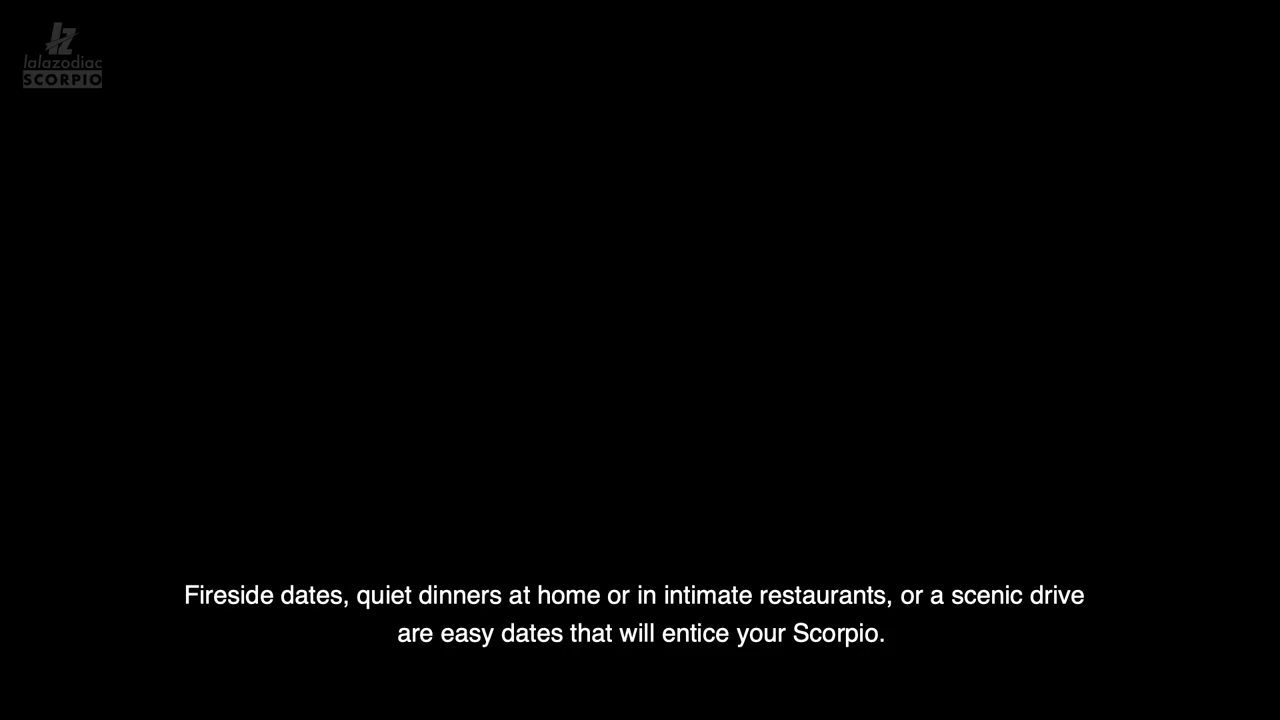 lz
lalazodiac
SCORPIO
Fireside dates, quiet dinners at home or in intimate restaurants, or a scenic drive
are easy dates that will entice your Scorpio.